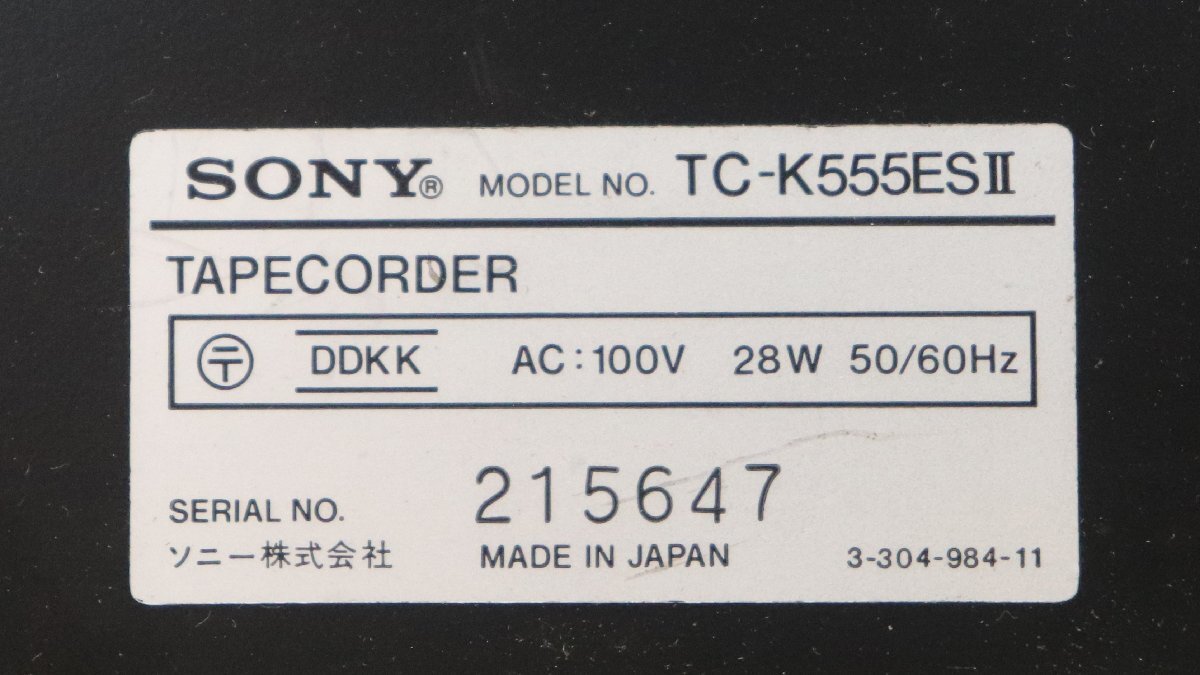 SONY® MODEL NO. TC-K555ESⅡ
TAPECORDER
〒 DDKK AC:100V 28W 50/60Hz
SERIAL NO. 215647
ソニー株式会社 MADE IN JAPAN 3-304-984-11